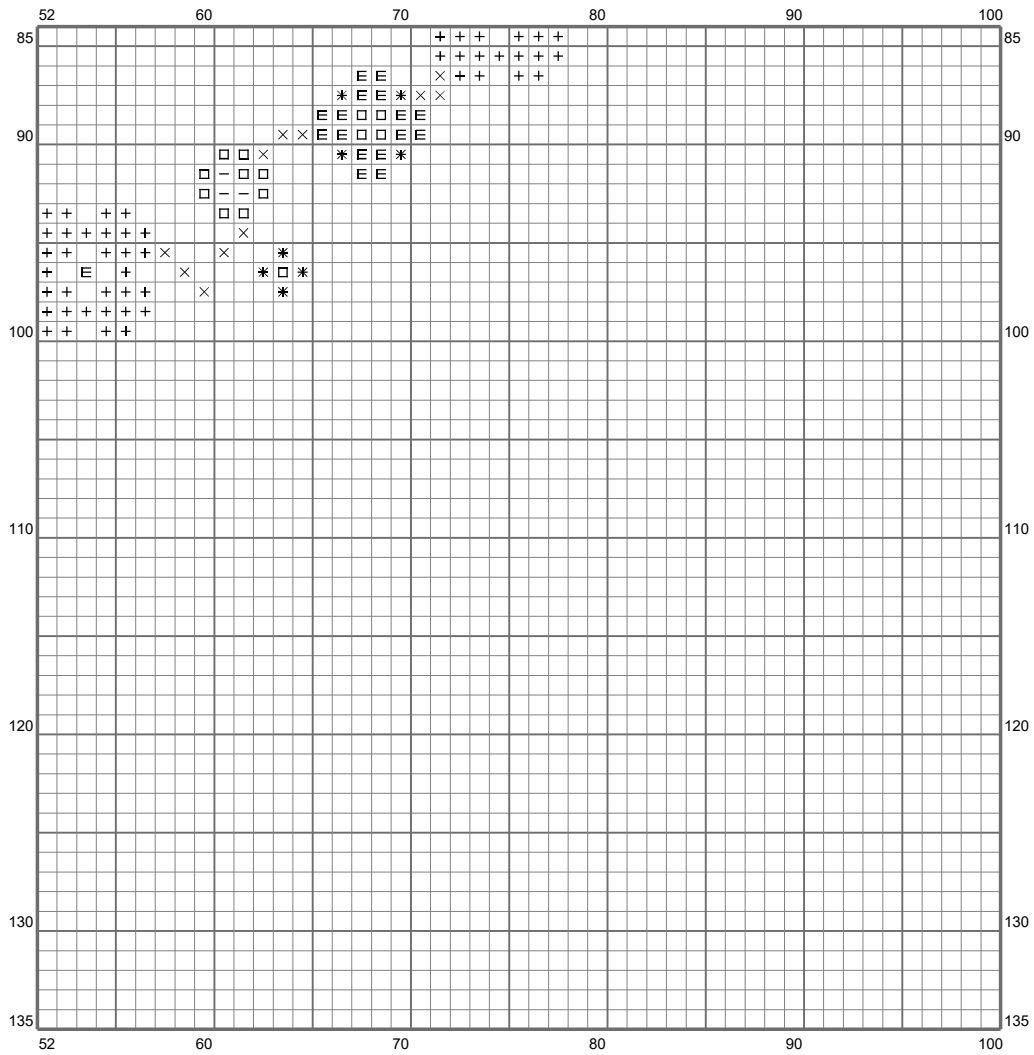 52 60 70 80 90 100
85 + + + + + + 85
+ + + + + + +
E E × + + + +
* E E * × ×
E E □ □ E E
90 × × E E □ □ E E 90
□ □ × * E E *
□ − □ □ E E
□ − − □
+ + + + □ □
+ + + + + + ×
+ + + + + × × *
+ E + × * □ *
+ + + + + × *
+ + + + + +
100 + + + + 100
110 110
120 120
130 130
135 135
52 60 70 80 90 100